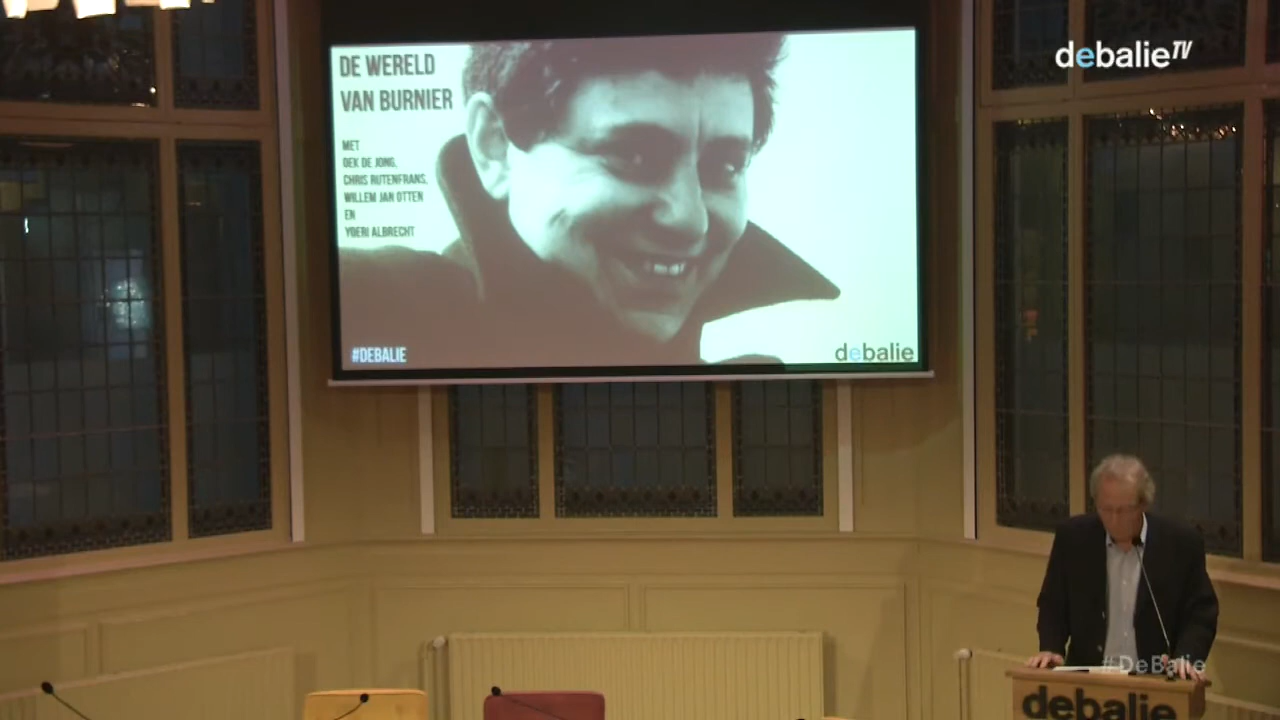 DE WERELD
VAN BURNIER
MET
OEK DE JONG,
CHRIS RUTENFRANS,
WILLEM JAN OTTEN
EN
YOERI ALBRECHT
#DEBALIE
debalie
debalieTV
#DeBalie
debalie